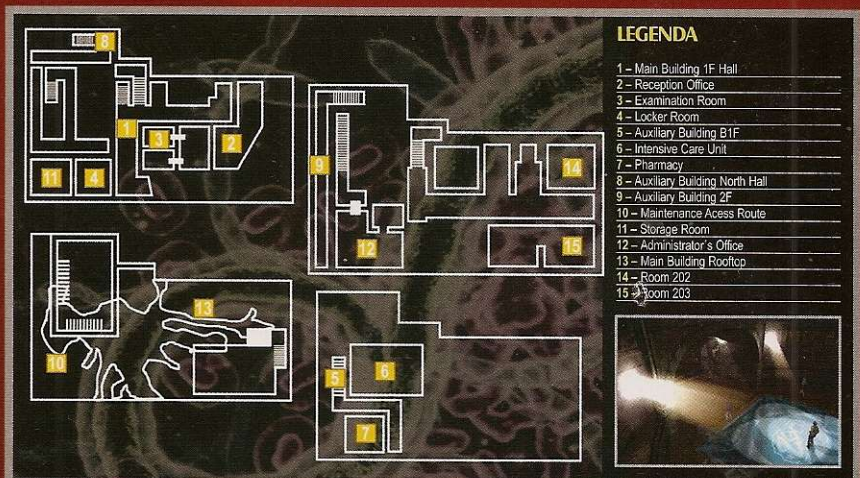 LEGENDA
1 – Main Building 1F Hall
2 – Reception Office
3 – Examination Room
4 – Locker Room
5 – Auxiliary Building B1F
6 – Intensive Care Unit
7 – Pharmacy
8 – Auxiliary Building North Hall
9 – Auxiliary Building 2F
10 – Maintenance Acess Route
11 – Storage Room
12 – Administrator´s Office
13 – Main Building Rooftop
14 – Room 202
15 – Room 203
8
1
3
2
11
4
9
14
12
15
13
10
5
6
7